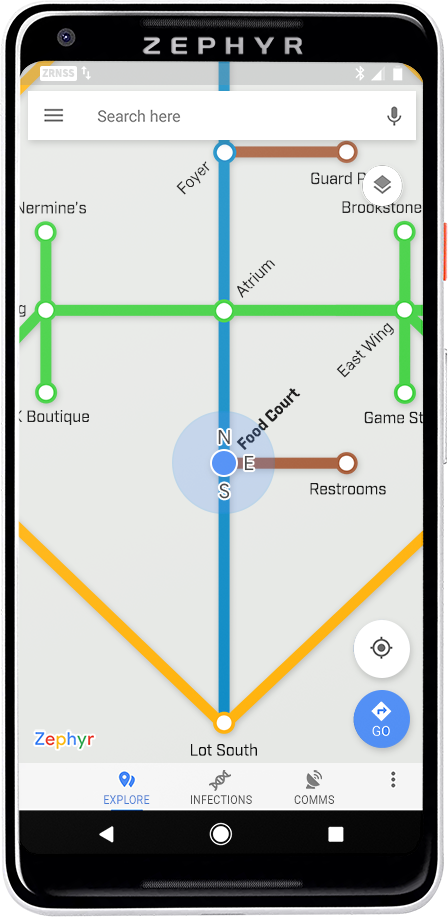 ZEPHYR
ZRNSS
Search here
Foyer
Guard
Nermine's
Brookstone
Atrium
East Wing
Boutique
Game St
Food Court
N
E
S
Restrooms
Lot South
Zephyr
GO
EXPLORE
INFECTIONS
COMMS